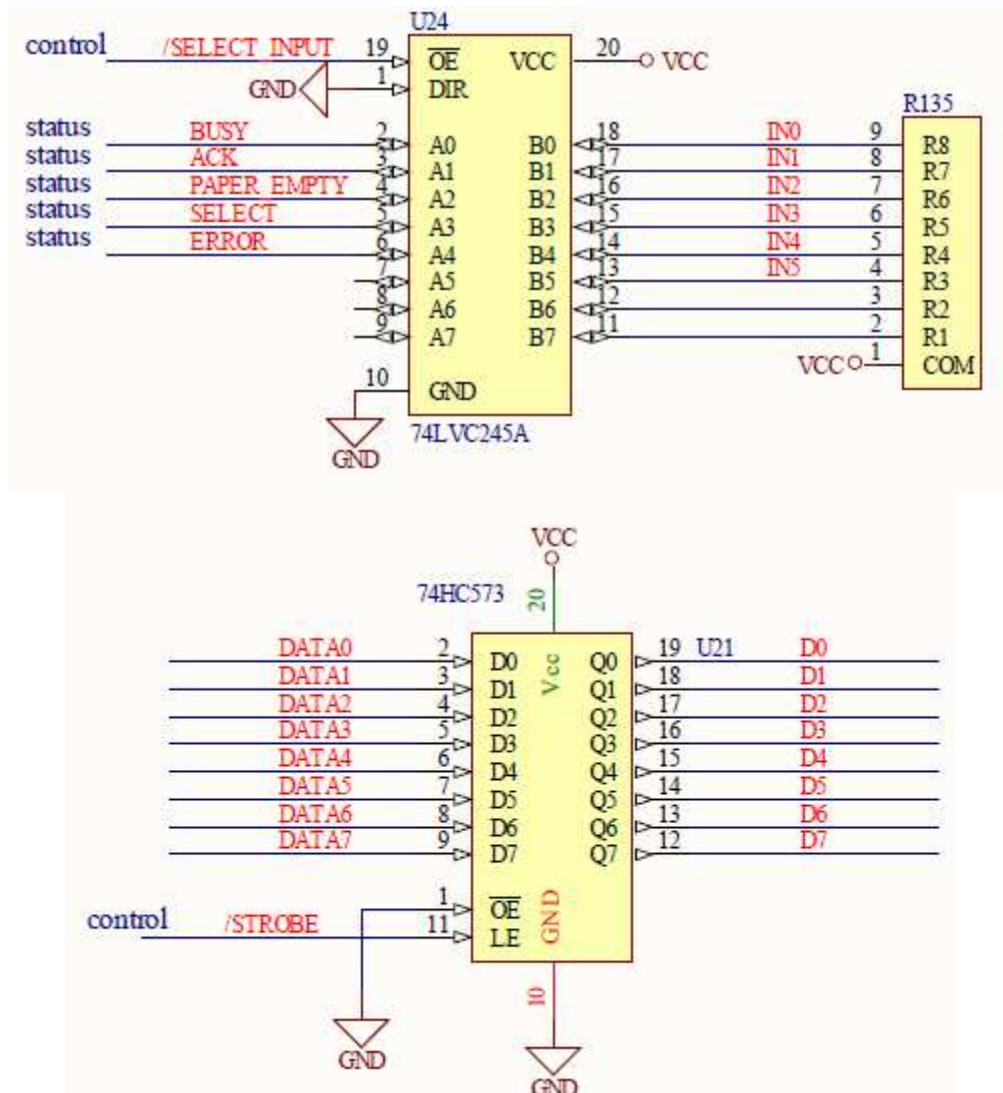 U24
control /SELECT_INPUT 19 OE VCC 20 VCC
GND 1 DIR
R135
status BUSY 2 A0 B0 18 IN0 9 R8
status ACK 3 A1 B1 17 IN1 8 R7
status PAPER_EMPTY 4 A2 B2 16 IN2 7 R6
status SELECT 5 A3 B3 15 IN3 6 R5
status ERROR 6 A4 B4 14 IN4 5 R4
7 A5 B5 13 IN5 4 R3
8 A6 B6 12 3 R2
9 A7 B7 11 2 R1
VCC 1 COM
10 GND
74LVC245A
GND
VCC
74HC573 20
DATA0 2 D0 Vcc Q0 19 U21 D0
DATA1 3 D1 Q1 18 D1
DATA2 4 D2 Q2 17 D2
DATA3 5 D3 Q3 16 D3
DATA4 6 D4 Q4 15 D4
DATA5 7 D5 Q5 14 D5
DATA6 8 D6 Q6 13 D6
DATA7 9 D7 Q7 12 D7
1 OE GND
control /STROBE 11 LE
10
GND
GND